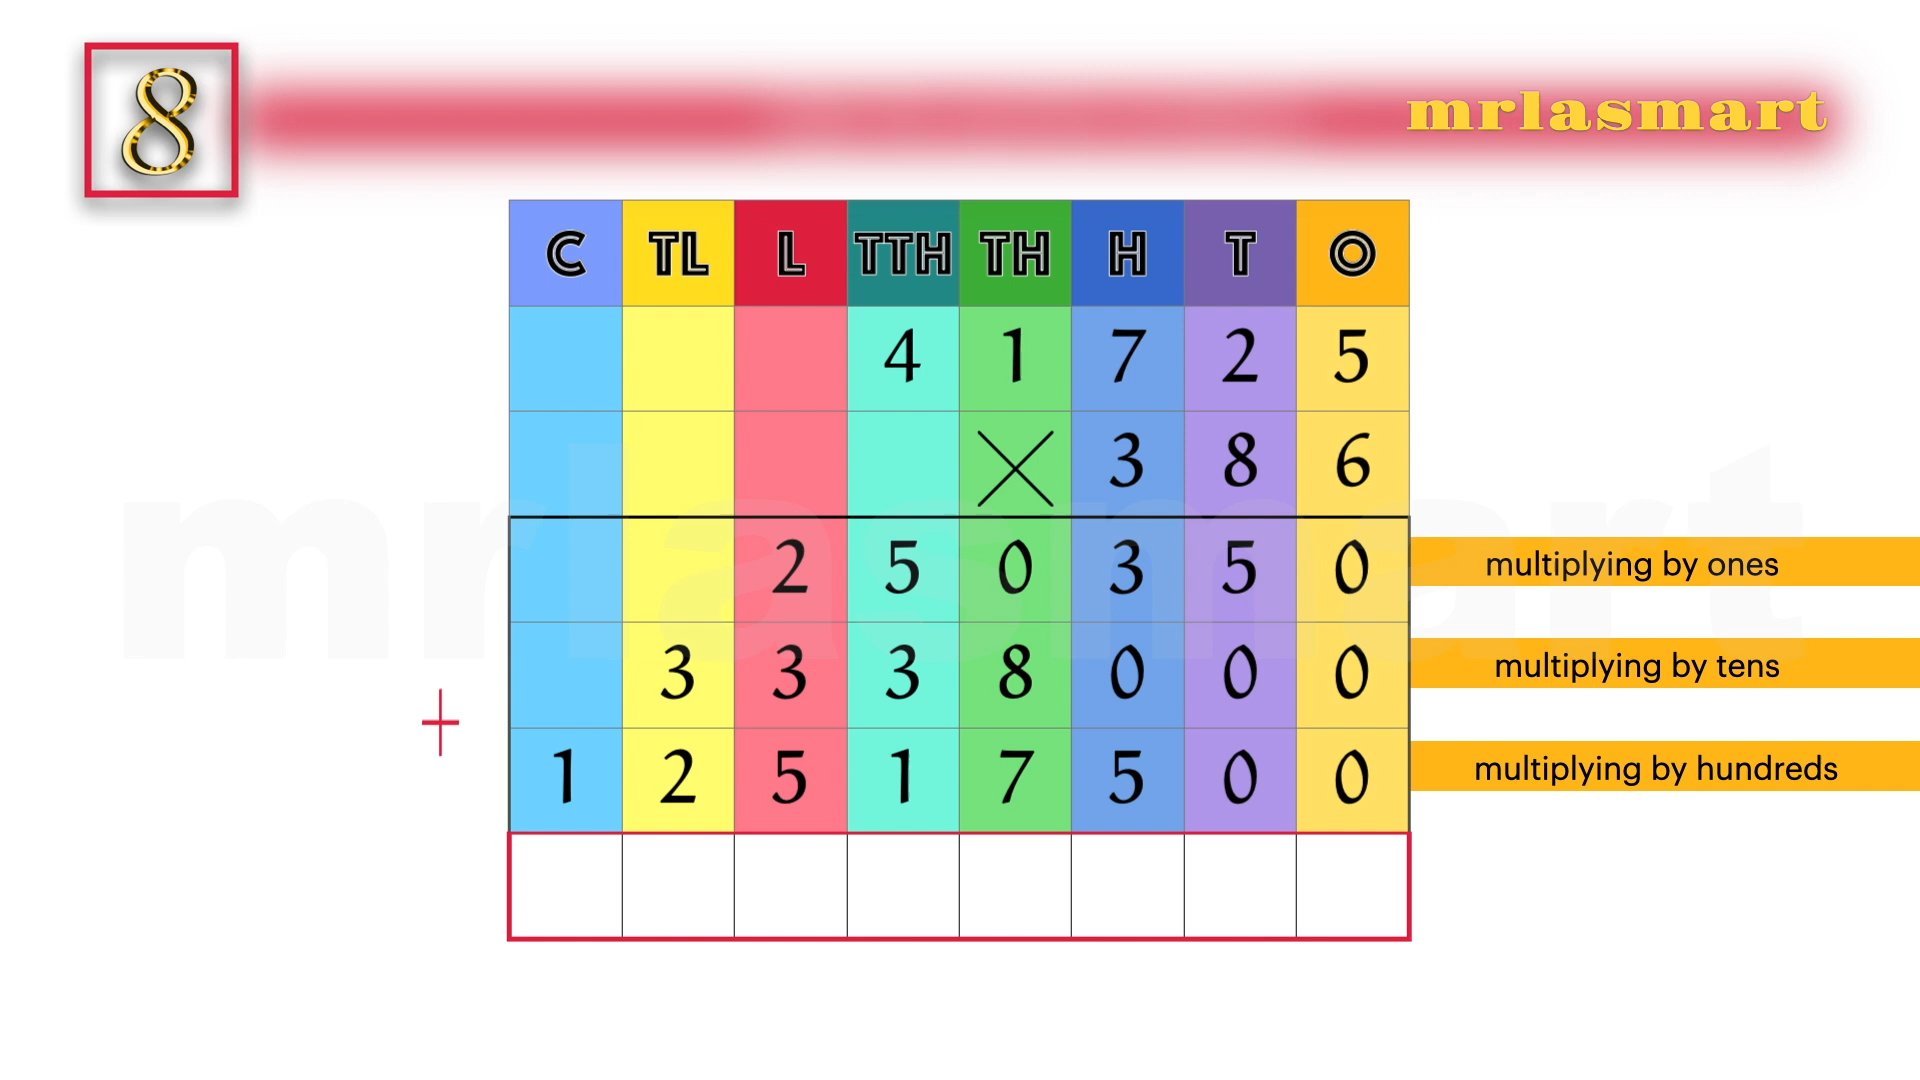 8
mrlasmart
C TL L TTH TH H T O
4 1 7 2 5
× 3 8 6
2 5 0 3 5 0 multiplying by ones
3 3 3 8 0 0 0 multiplying by tens
+
1 2 5 1 7 5 0 0 multiplying by hundreds
mrlasmart